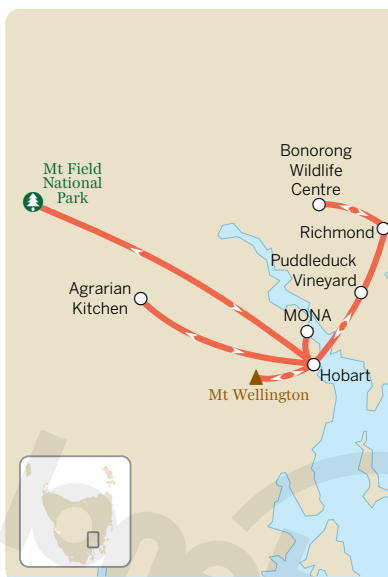 Bonorong
Wildlife
Centre
Mt Field
National
Park
Richmond
Puddleduck
Vineyard
Agrarian
Kitchen
MONA
Hobart
Mt Wellington